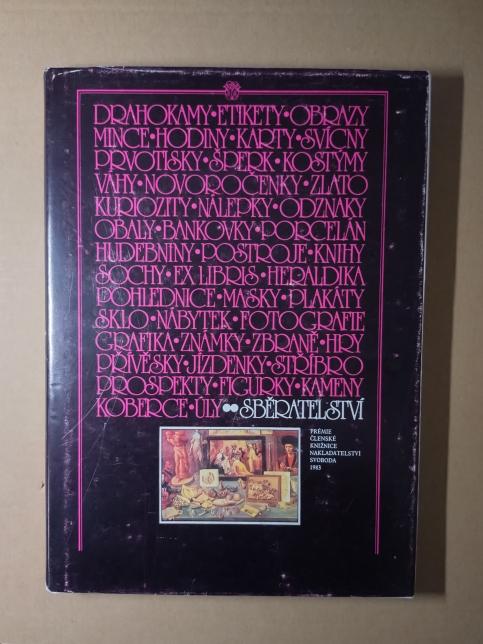 DRAHOKAMY•ETIKETY•OBRAZY
MINCE•HODINY•KARTY•SVÍCNY
PRVOTISKY•ŠPERK•KOSTÝMY
VÁHY•NOVOROČENKY•ZLATO
KURIOZITY•NÁLEPKY•ODZNAKY
OBALY•BANKOVKY•PORCELÁN
HUDEBNINY•POSTROJE•KNIHY
SOCHY•EX LIBRIS•HERALDIKA
POHLEDNICE•MASKY•PLAKÁTY
SKLO•NÁBYTEK•FOTOGRAFIE
GRAFIKA•ZNÁMKY•ZBRANĚ•HRY
PŘÍVĚSKY•JÍZDENKY•STŘÍBRO
PROSPEKTY•FIGURKY•KAMENY
KOBERCE•ÚLY••SBĚRATELSTVÍ
PRÉMIE
ČLENSKÉ
KNIŽNICE
NAKLADATELSTVÍ
SVOBODA
1983